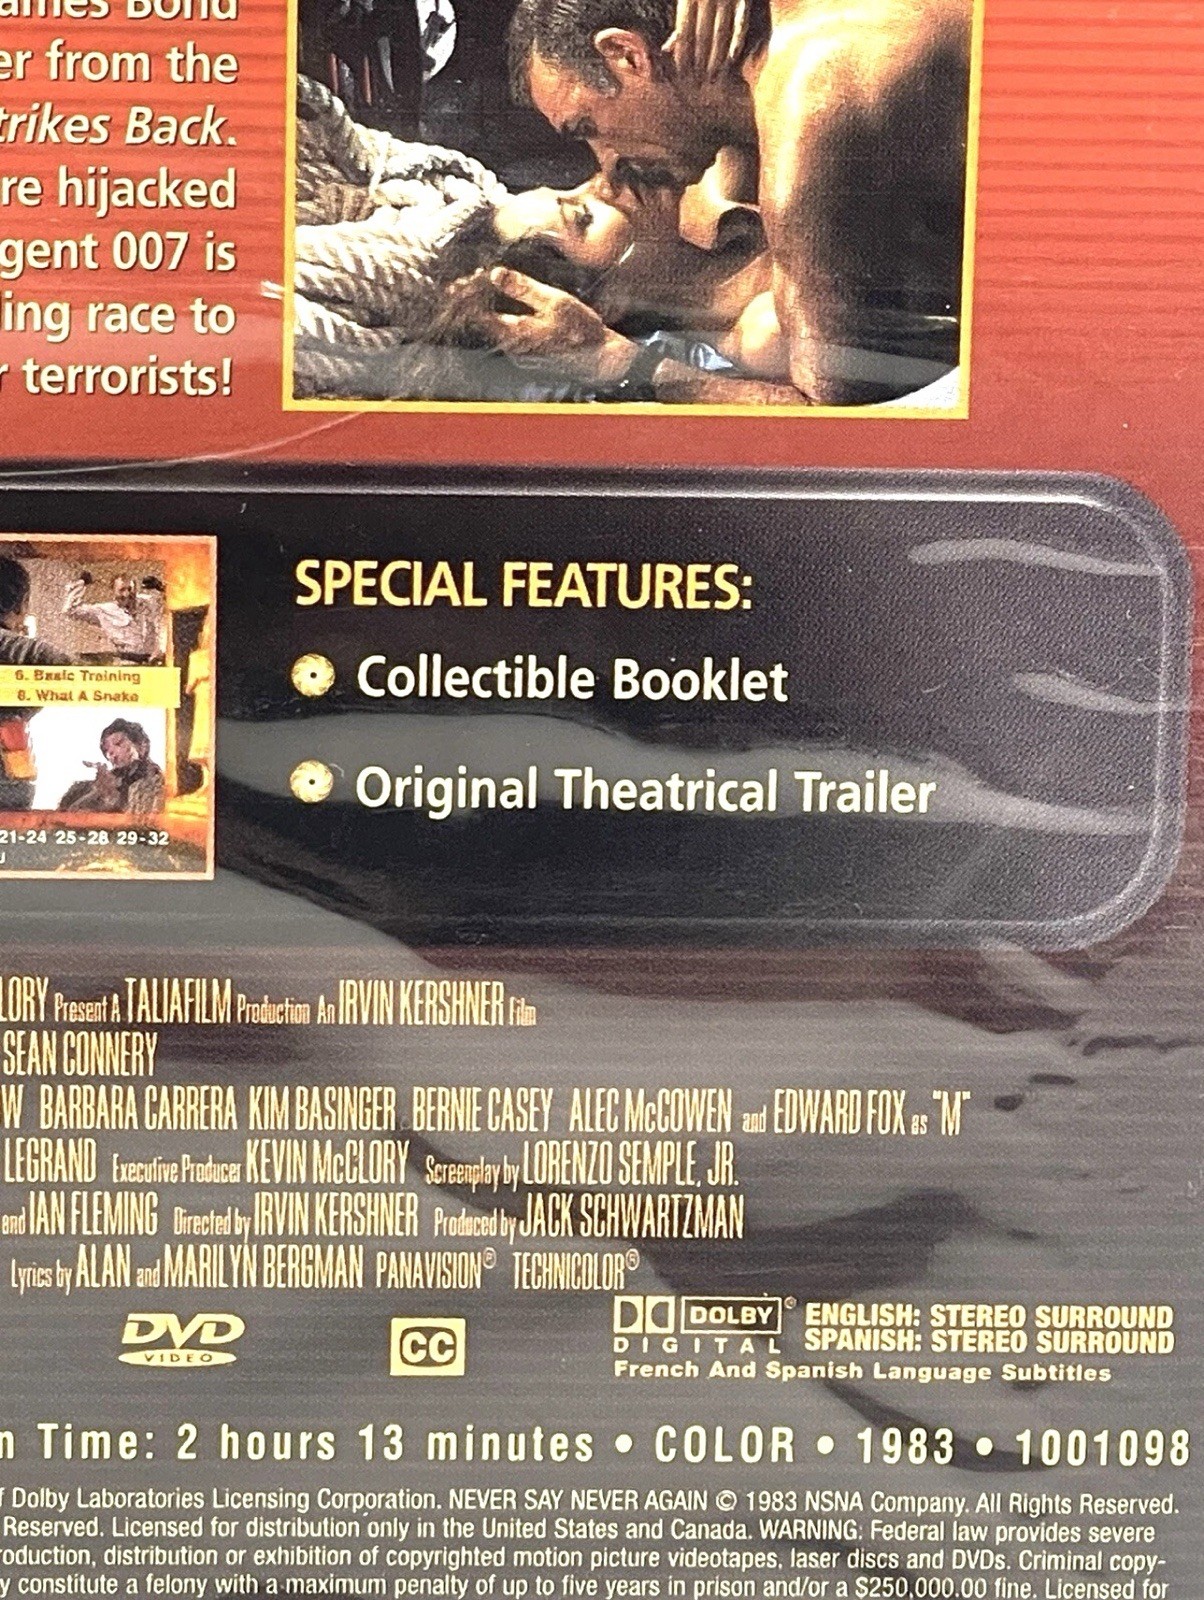 Bond
er from the
trikes Back.
re hijacked
gent 007 is
ing race to
r terrorists!
SPECIAL FEATURES:
Collectible Booklet
Original Theatrical Trailer
6. Basic Training
8. What A Snake
21-24 25-28 29-32
LORY Present A TALIAFILM Production An IRVIN KERSHNER Film
SEAN CONNERY
W BARBARA CARRERA KIM BASINGER BERNIE CASEY ALEC McCOWEN and EDWARD FOX as "M"
LEGRAND Executive Producer KEVIN McCLORY Screenplay by LORENZO SEMPLE, JR.
and IAN FLEMING Directed by IRVIN KERSHNER Produced by JACK SCHWARTZMAN
Lyrics by ALAN and MARILYN BERGMAN PANAVISION® TECHNICOLOR®
DVD
VIDEO
CC
DOLBY®
DIGITAL
ENGLISH: STEREO SURROUND
SPANISH: STEREO SURROUND
French And Spanish Language Subtitles
n Time: 2 hours 13 minutes • COLOR • 1983 • 1001098
f Dolby Laboratories Licensing Corporation. NEVER SAY NEVER AGAIN © 1983 NSNA Company. All Rights Reserved.
Reserved. Licensed for distribution only in the United States and Canada. WARNING: Federal law provides severe
roduction, distribution or exhibition of copyrighted motion picture videotapes, laser discs and DVDs. Criminal copy-
y constitute a felony with a maximum penalty of up to five years in prison and/or a $250,000.00 fine. Licensed for